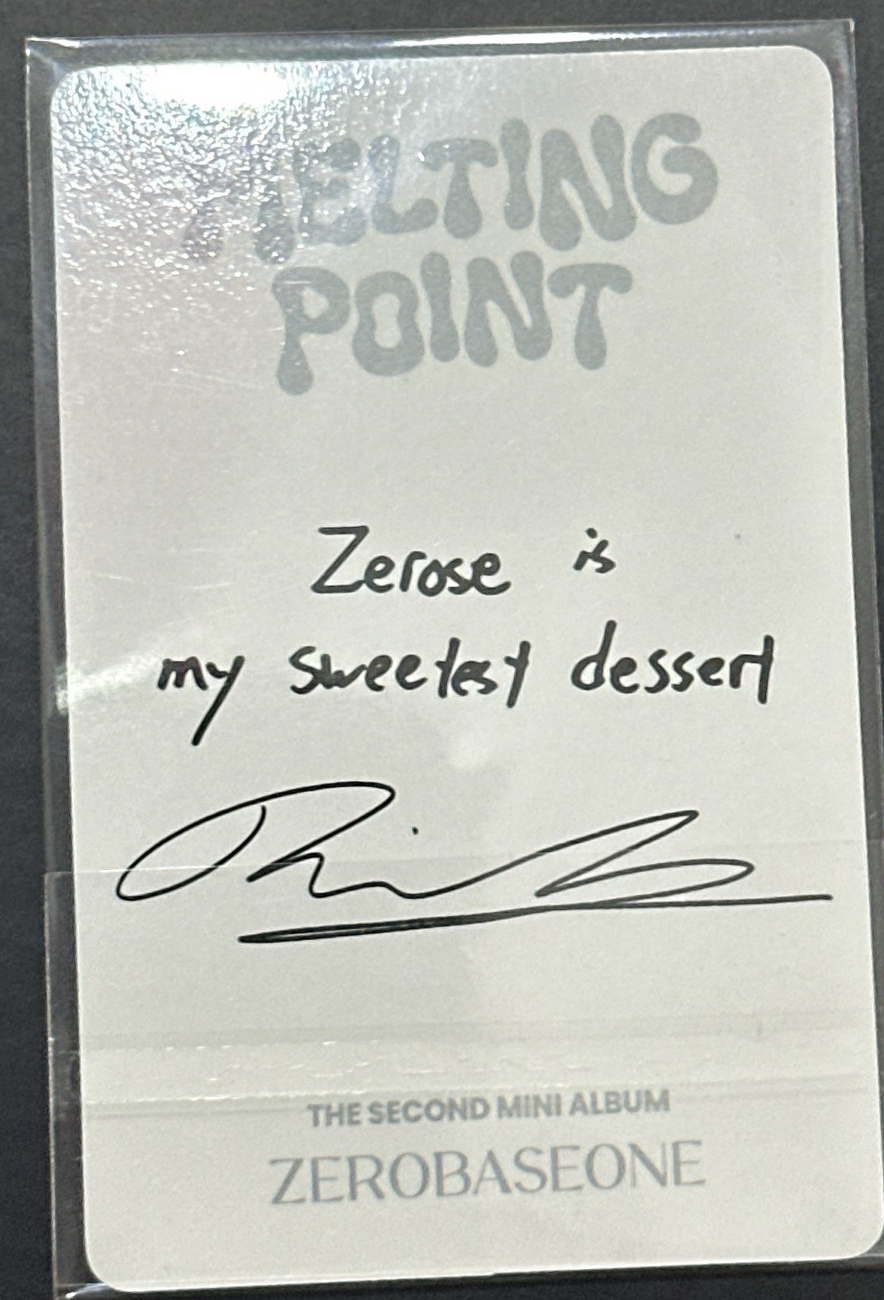 MELTING
POINT
Zerose is
my sweetest dessert
THE SECOND MINI ALBUM
ZEROBASEONE